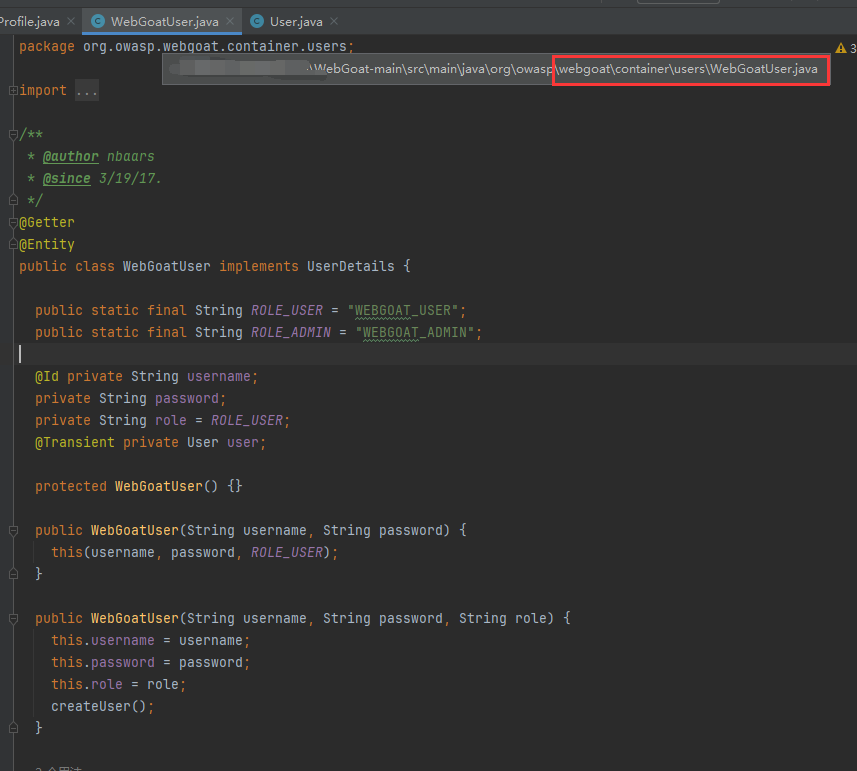 Profile.java × WebGoatUser.java × User.java ×
package org.owasp.webgoat.container.users;
3
\WebGoat-main\src\main\java\org\owasp\webgoat\container\users\WebGoatUser.java
import ...
/**
* @author nbaars
* @since 3/19/17.
*/
@Getter
@Entity
public class WebGoatUser implements UserDetails {
public static final String ROLE_USER = "WEBGOAT_USER";
public static final String ROLE_ADMIN = "WEBGOAT_ADMIN";
@Id private String username;
private String password;
private String role = ROLE_USER;
@Transient private User user;
protected WebGoatUser() {}
public WebGoatUser(String username, String password) {
this(username, password, ROLE_USER);
}
public WebGoatUser(String username, String password, String role) {
this.username = username;
this.password = password;
this.role = role;
createUser();
}